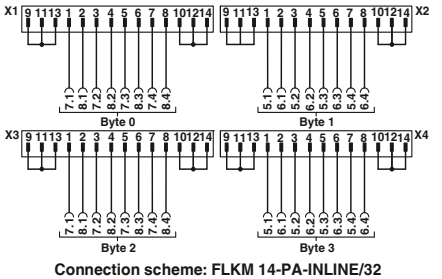 X1 9 11 13 1 2 3 4 5 6 7 8 10 12 14 9 11 13 1 2 3 4 5 6 7 8 10 12 14 X2
7.1 8.1 7.2 8.2 7.3 8.3 7.4 8.4 5.1 6.1 5.2 6.2 5.3 6.3 5.4 6.4
Byte 0 Byte 1
X3 9 11 13 1 2 3 4 5 6 7 8 10 12 14 9 11 13 1 2 3 4 5 6 7 8 10 12 14 X4
7.1 8.1 7.2 8.2 7.3 8.3 7.4 8.4 5.1 6.1 5.2 6.2 5.3 6.3 5.4 6.4
Byte 2 Byte 3
Connection scheme: FLKM 14-PA-INLINE/32